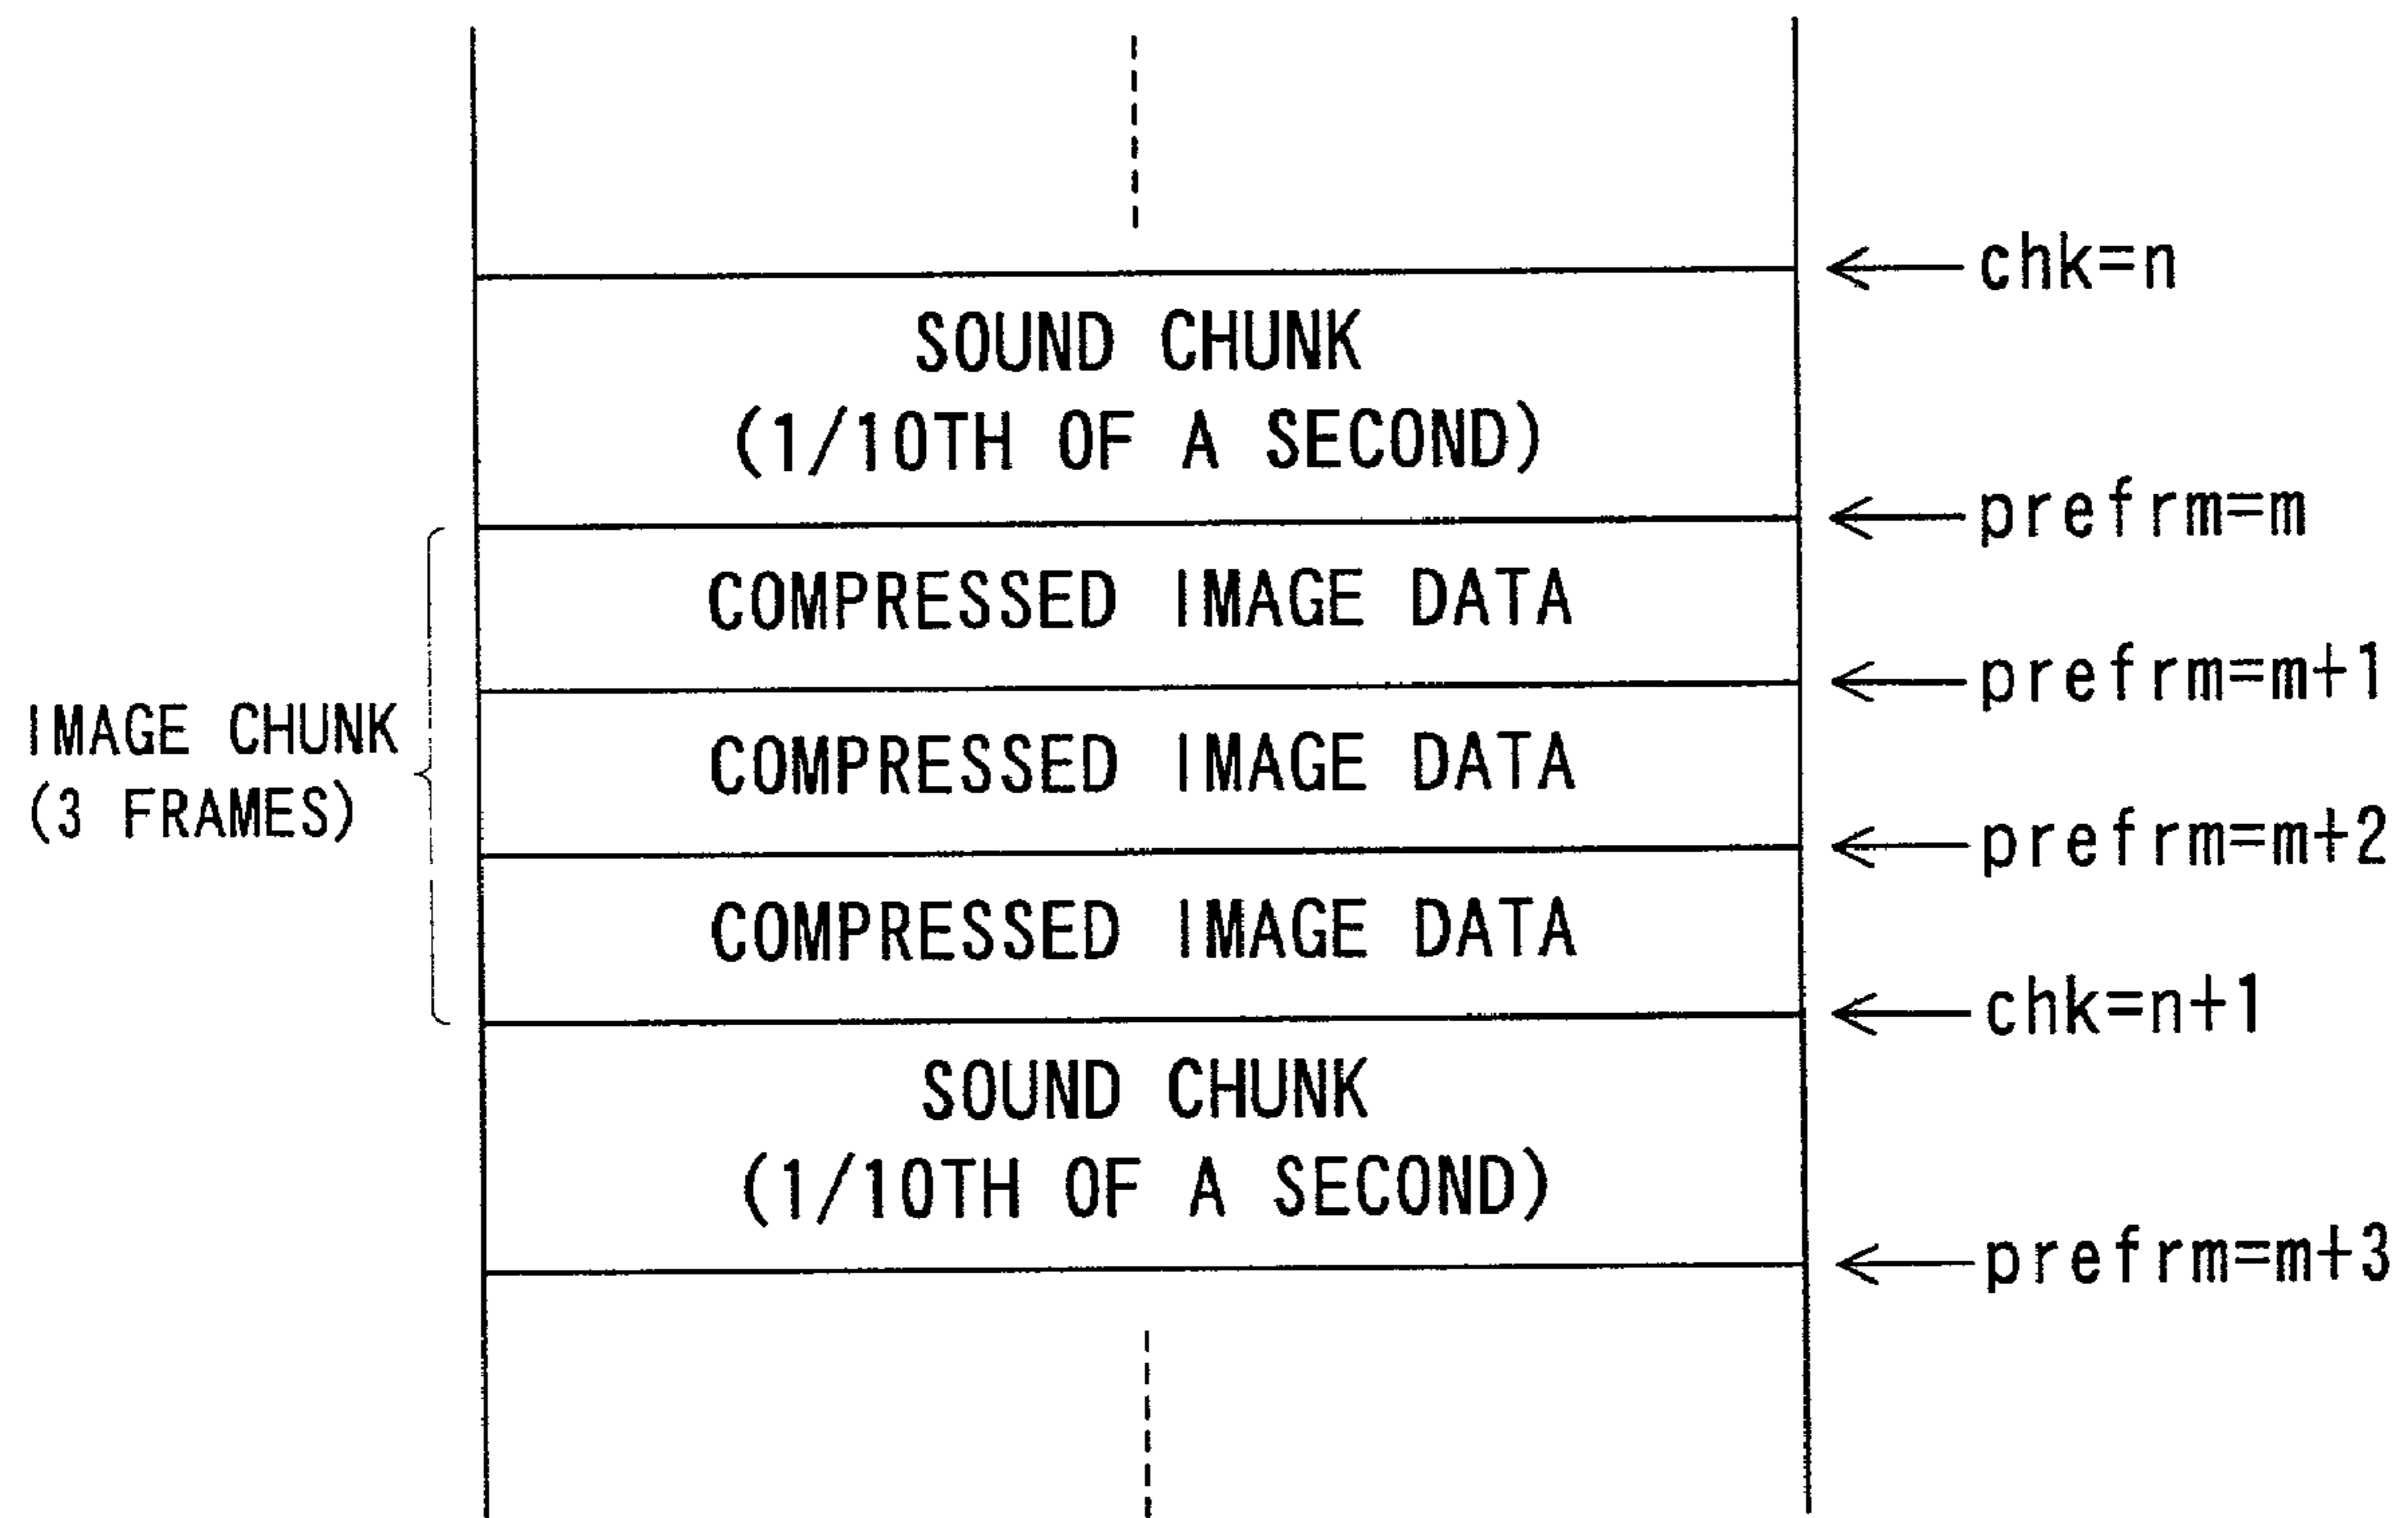 chk=n
SOUND CHUNK
(1/10TH OF A SECOND)
prefrm=m
COMPRESSED IMAGE DATA
prefrm=m+1
IMAGE CHUNK
(3 FRAMES)
COMPRESSED IMAGE DATA
prefrm=m+2
COMPRESSED IMAGE DATA
chk=n+1
SOUND CHUNK
(1/10TH OF A SECOND)
prefrm=m+3